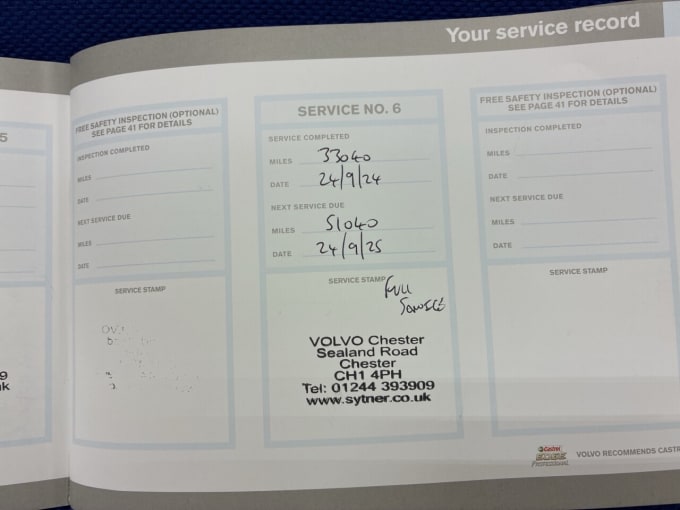 Your service record
5
9
k
FREE SAFETY INSPECTION (OPTIONAL)
SEE PAGE 41 FOR DETAILS
INSPECTION COMPLETED
MILES
DATE
NEXT SERVICE DUE
MILES
DATE
SERVICE STAMP
SERVICE NO. 6
SERVICE COMPLETED
MILES 33040
DATE 24/9/24
NEXT SERVICE DUE
MILES 51040
DATE 24/9/25
SERVICE STAMP
Full
Service
VOLVO Chester
Sealand Road
Chester
CH1 4PH
Tel: 01244 393909
www.sytner.co.uk
FREE SAFETY INSPECTION (OPTIONAL)
SEE PAGE 41 FOR DETAILS
INSPECTION COMPLETED
MILES
DATE
NEXT SERVICE DUE
MILES
DATE
SERVICE STAMP
Castrol
EDGE
PROFESSIONAL
VOLVO RECOMMENDS CASTR